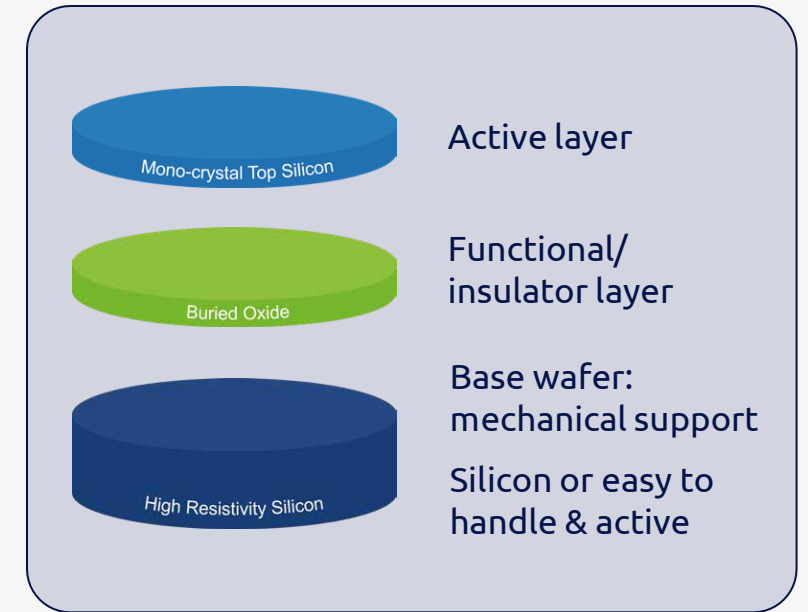 Mono-crystal Top Silicon
Active layer
Buried Oxide
Functional/
insulator layer
High Resistivity Silicon
Base wafer:
mechanical support
Silicon or easy to
handle & active